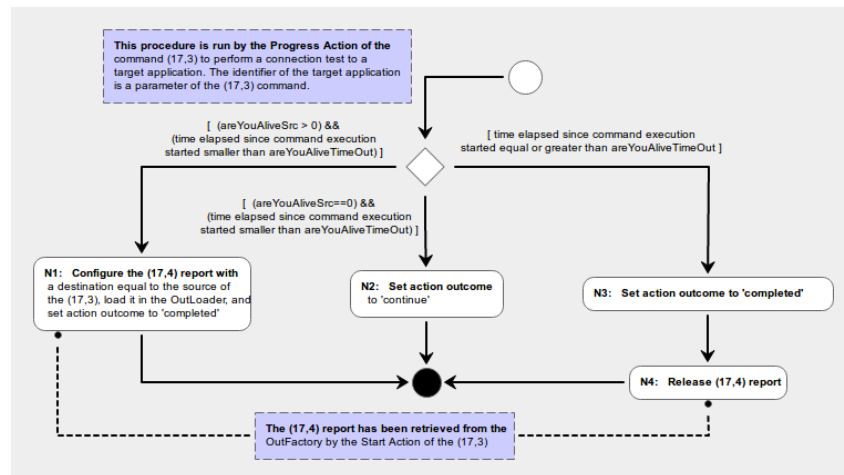 This procedure is run by the Progress Action of the
command (17,3) to perform a connection test to a
target application. The identifier of the target application
is a parameter of the (17,3) command.
[ (areYouAliveSrc > 0) &&
(time elapsed since command execution
started smaller than areYouAliveTimeOut) ]
[ time elapsed since command execution
started equal or greater than areYouAliveTimeOut ]
[ (areYouAliveSrc==0) &&
(time elapsed since command execution
started smaller than areYouAliveTimeOut) ]
N1: Configure the (17,4) report with
a destination equal to the source of
the (17,3), load it in the OutLoader, and
set action outcome to 'completed'
N2: Set action outcome
to 'continue'
N3: Set action outcome to 'completed'
N4: Release (17,4) report
The (17,4) report has been retrieved from the
OutFactory by the Start Action of the (17,3)